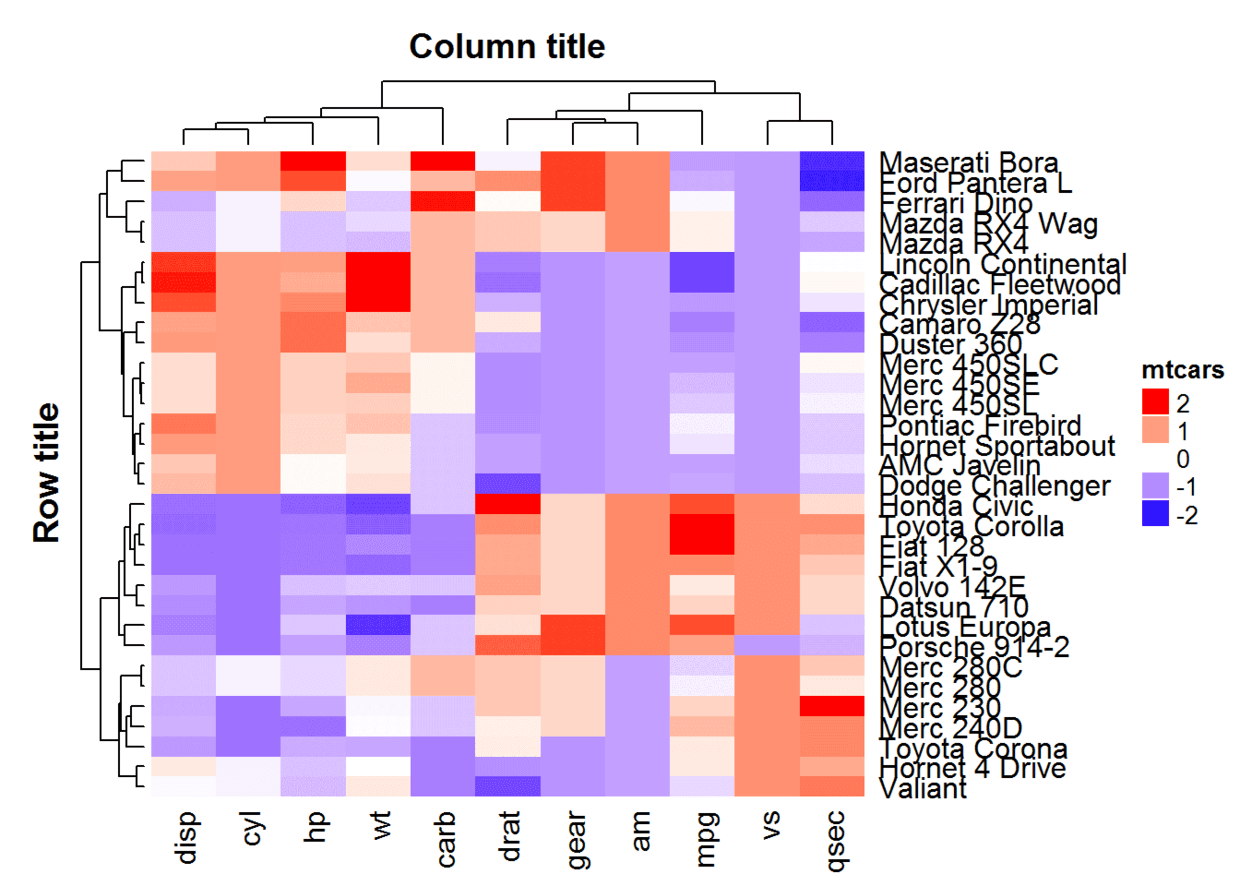 Column title
Row title
Maserati Bora
Ford Pantera L
Ferrari Dino
Mazda RX4 Wag
Mazda RX4
Lincoln Continental
Cadillac Fleetwood
Chrysler Imperial
Camaro Z28
Duster 360
Merc 450SLC
Merc 450SE
Merc 450SL
Pontiac Firebird
Hornet Sportabout
AMC Javelin
Dodge Challenger
Honda Civic
Toyota Corolla
Fiat 128
Fiat X1-9
Volvo 142E
Datsun 710
Lotus Europa
Porsche 914-2
Merc 280C
Merc 280
Merc 230
Merc 240D
Toyota Corona
Hornet 4 Drive
Valiant
mtcars
2
1
0
-1
-2
disp
cyl
hp
wt
carb
drat
gear
am
mpg
vs
qsec